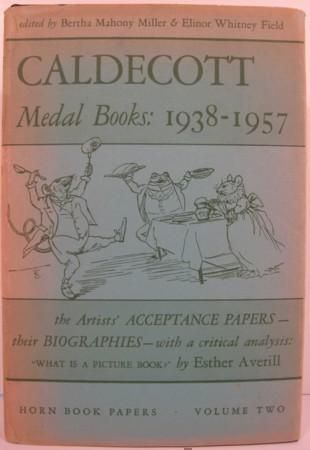 edited by Bertha Mahony Miller & Elinor Whitney Field
CALDECOTT
Medal Books: 1938-1957
the Artists' ACCEPTANCE PAPERS—
their BIOGRAPHIES—with a critical analysis:
"WHAT IS A PICTURE BOOK?" by Esther Averill
HORN BOOK PAPERS · VOLUME TWO